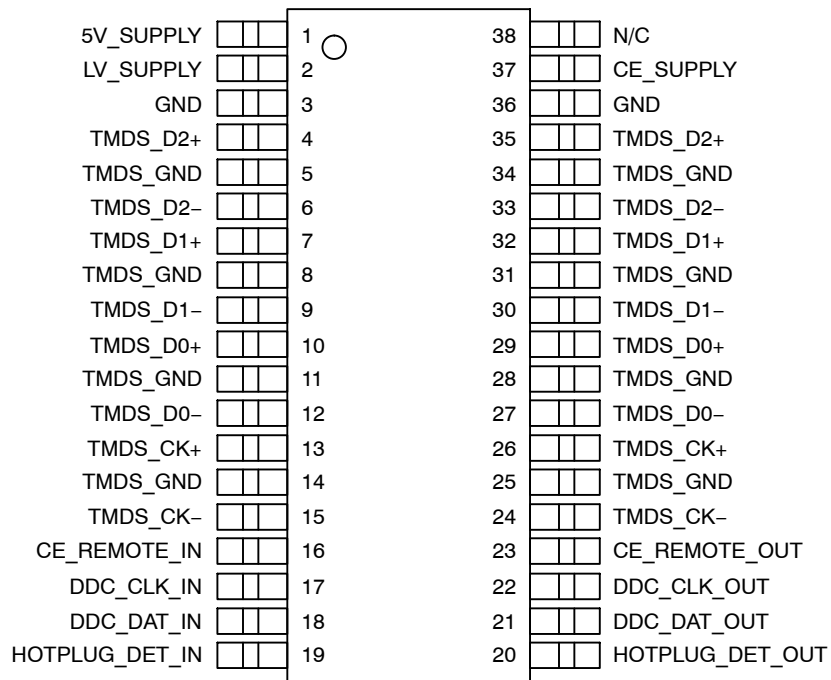 5V_SUPPLY 1 38 N/C
LV_SUPPLY 2 37 CE_SUPPLY
GND 3 36 GND
TMDS_D2+ 4 35 TMDS_D2+
TMDS_GND 5 34 TMDS_GND
TMDS_D2− 6 33 TMDS_D2−
TMDS_D1+ 7 32 TMDS_D1+
TMDS_GND 8 31 TMDS_GND
TMDS_D1− 9 30 TMDS_D1−
TMDS_D0+ 10 29 TMDS_D0+
TMDS_GND 11 28 TMDS_GND
TMDS_D0− 12 27 TMDS_D0−
TMDS_CK+ 13 26 TMDS_CK+
TMDS_GND 14 25 TMDS_GND
TMDS_CK− 15 24 TMDS_CK−
CE_REMOTE_IN 16 23 CE_REMOTE_OUT
DDC_CLK_IN 17 22 DDC_CLK_OUT
DDC_DAT_IN 18 21 DDC_DAT_OUT
HOTPLUG_DET_IN 19 20 HOTPLUG_DET_OUT